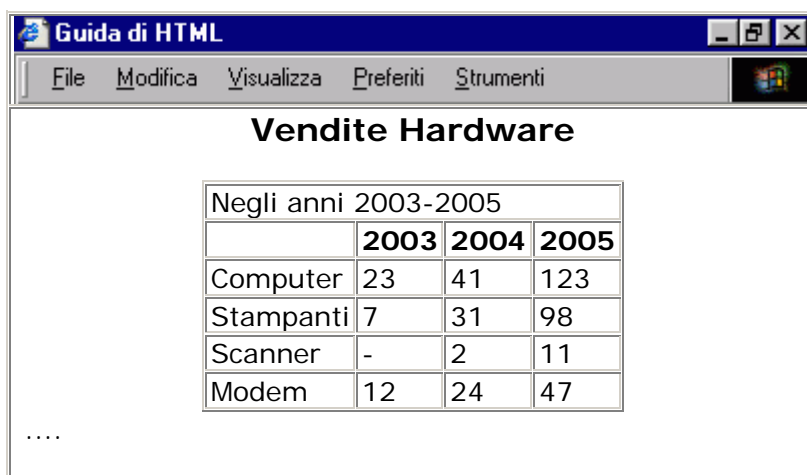 Guida di HTML
File Modifica Visualizza Preferiti Strumenti
Vendite Hardware
Negli anni 2003-2005
2003 2004 2005
Computer 23 41 123
Stampanti 7 31 98
Scanner - 2 11
Modem 12 24 47
....